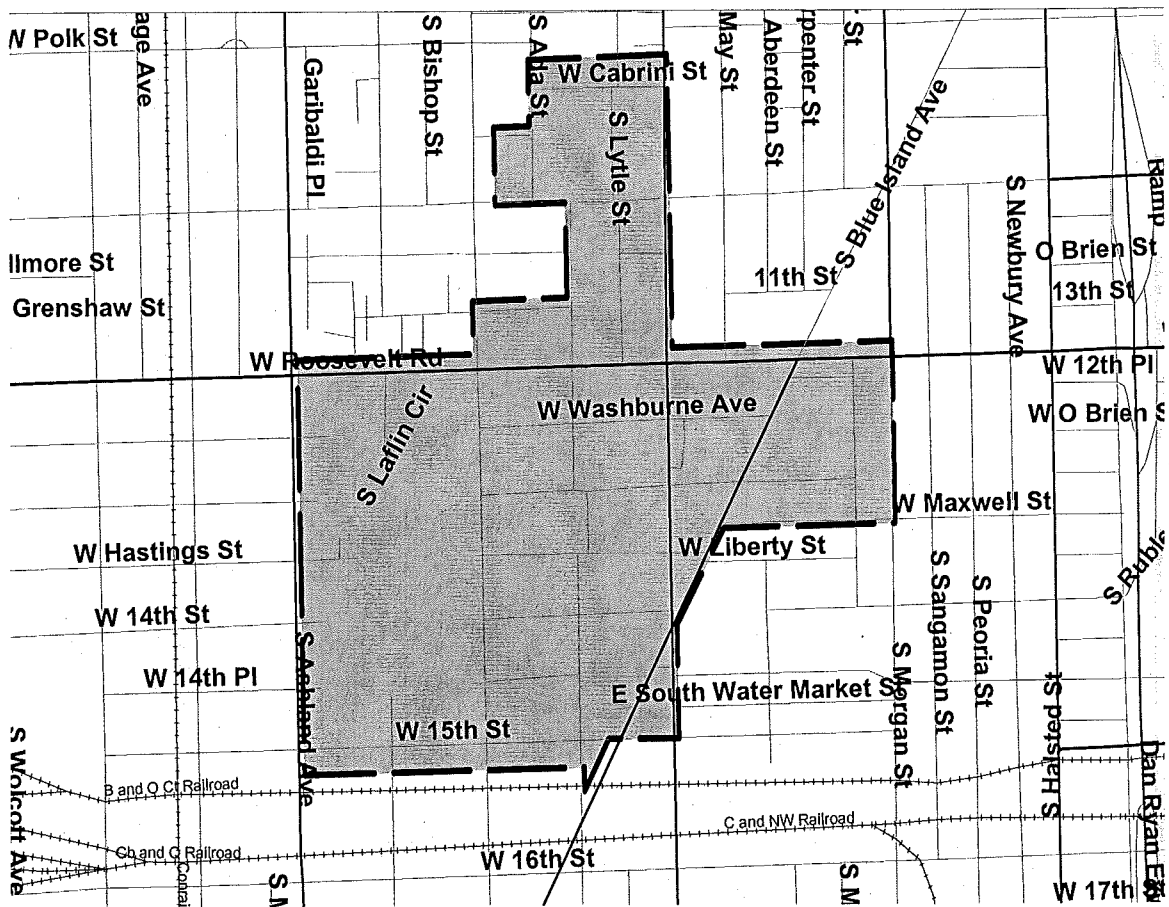 W Polk St
age Ave
Garibaldi Pl
S Bishop St
S Ada St
W Cabrini St
S Lytle St
May St
Aberdeen St
rpenter St
St
S Blue Island Ave
S Newbury Ave
Ramp
O Brien St
13th St
11th St
llmore St
Grenshaw St
W Roosevelt Rd
W 12th Pl
W O Brien S
W Washburne Ave
S Laflin Cir
W Maxwell St
W Liberty St
W Hastings St
W 14th St
W 14th Pl
S Ashland Ave
W 15th St
E South Water Market St
S Morgan St
S Sangamon St
S Peoria St
S Halsted St
S Ruble
Dan Ryan
S Wolcott Ave
B and O Ct Railroad
C and NW Railroad
Cb and Q Railroad
Conrai
W 16th St
S M
S M
W 17th St